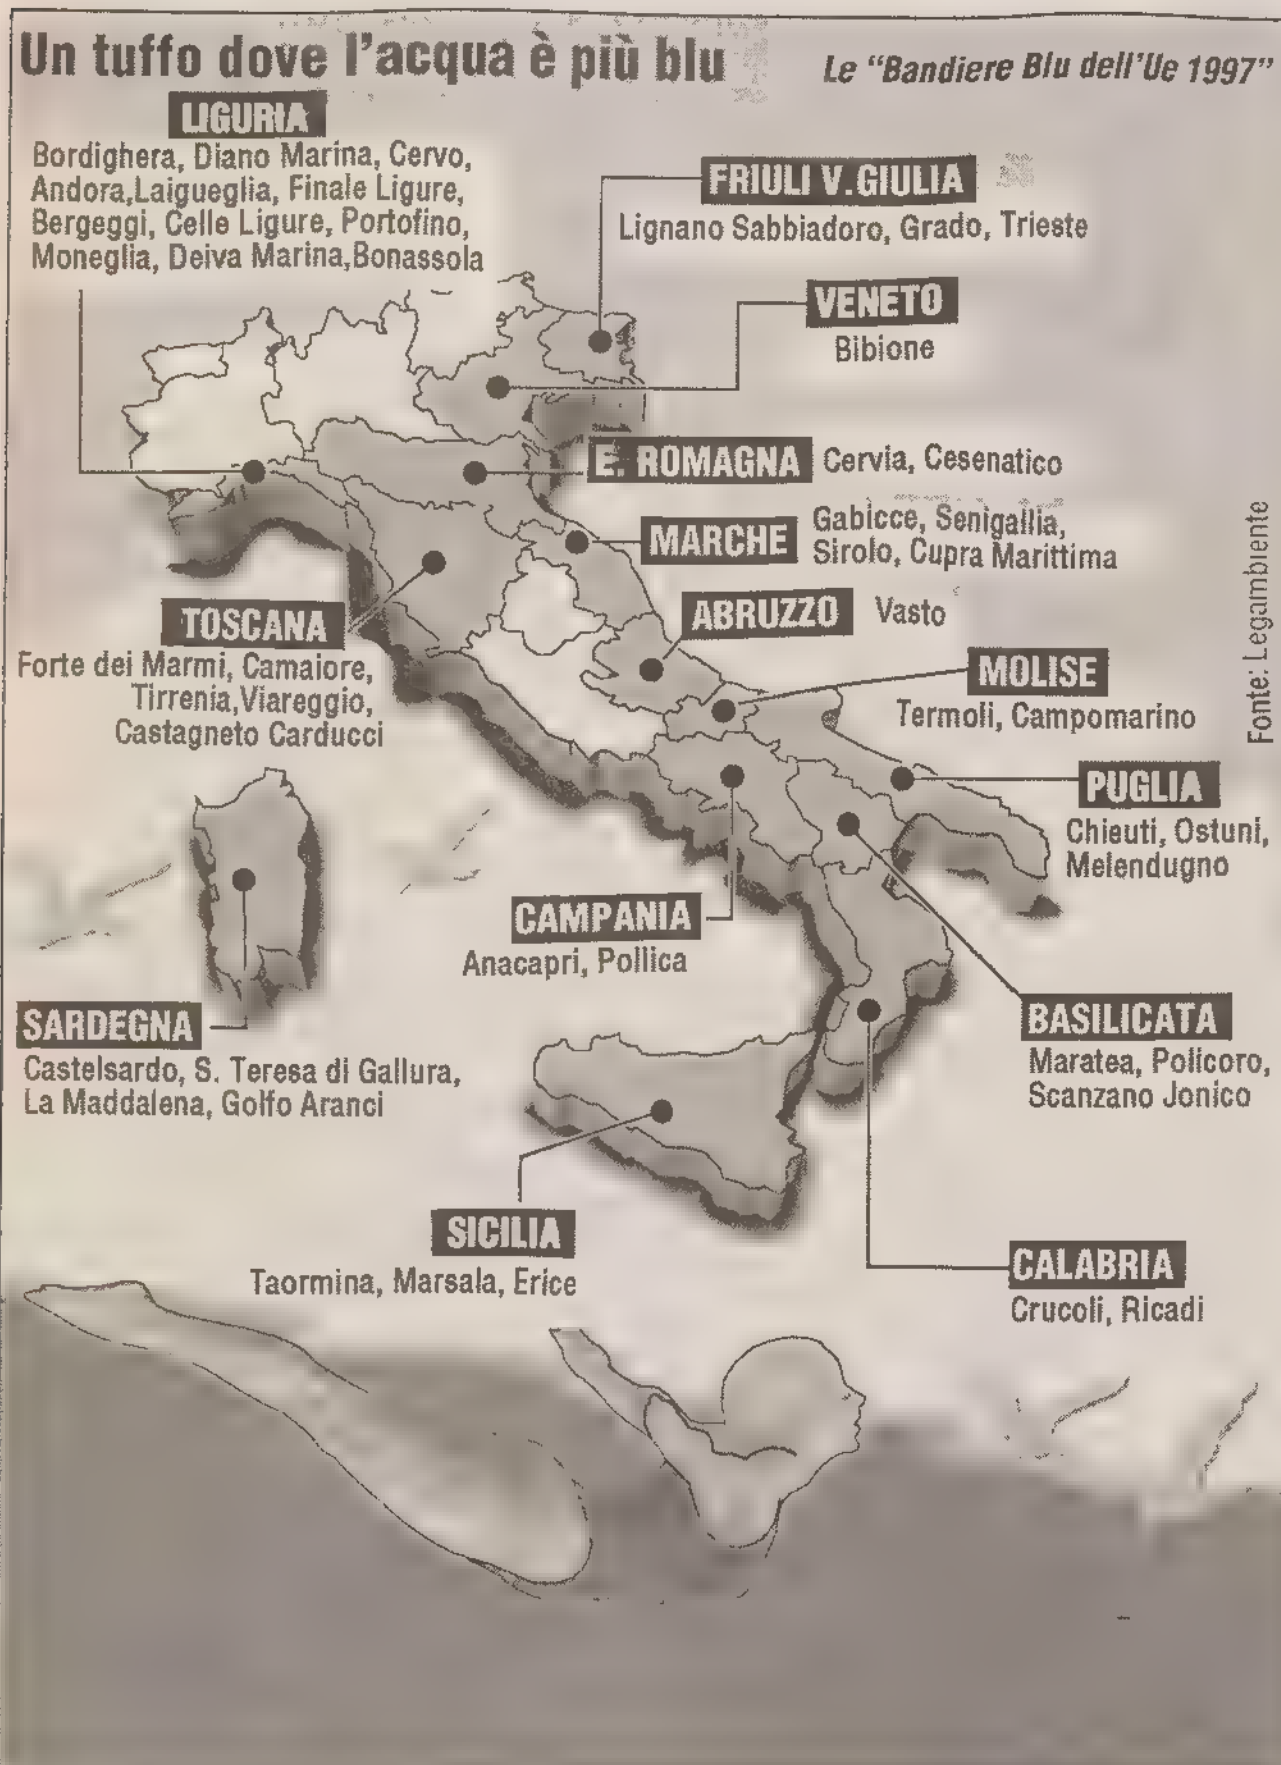 Un tuffo dove l'acqua è più blu
Le "Bandiere Blu dell'Ue 1997"
LIGURIA
Bordighera, Diano Marina, Cervo,
Andora,Laigueglia, Finale Ligure,
Bergeggi, Celle Ligure, Portofino,
Moneglia, Deiva Marina,Bonassola
FRIULI V.GIULIA
Lignano Sabbiadoro, Grado, Trieste
VENETO
Bibione
E. ROMAGNA
Cervia, Cesenatico
MARCHE
Gabicce, Senigallia,
Sirolo, Cupra Marittima
TOSCANA
Forte dei Marmi, Camaiore,
Tirrenia,Viareggio,
Castagneto Carducci
ABRUZZO
Vasto
MOLISE
Termoli, Campomarino
PUGLIA
Chieuti, Ostuni,
Melendugno
CAMPANIA
Anacapri, Pollica
SARDEGNA
Castelsardo, S. Teresa di Gallura,
La Maddalena, Golfo Aranci
BASILICATA
Maratea, Policoro,
Scanzano Jonico
SICILIA
Taormina, Marsala, Erice
CALABRIA
Crucoli, Ricadi
Fonte: Legambiente